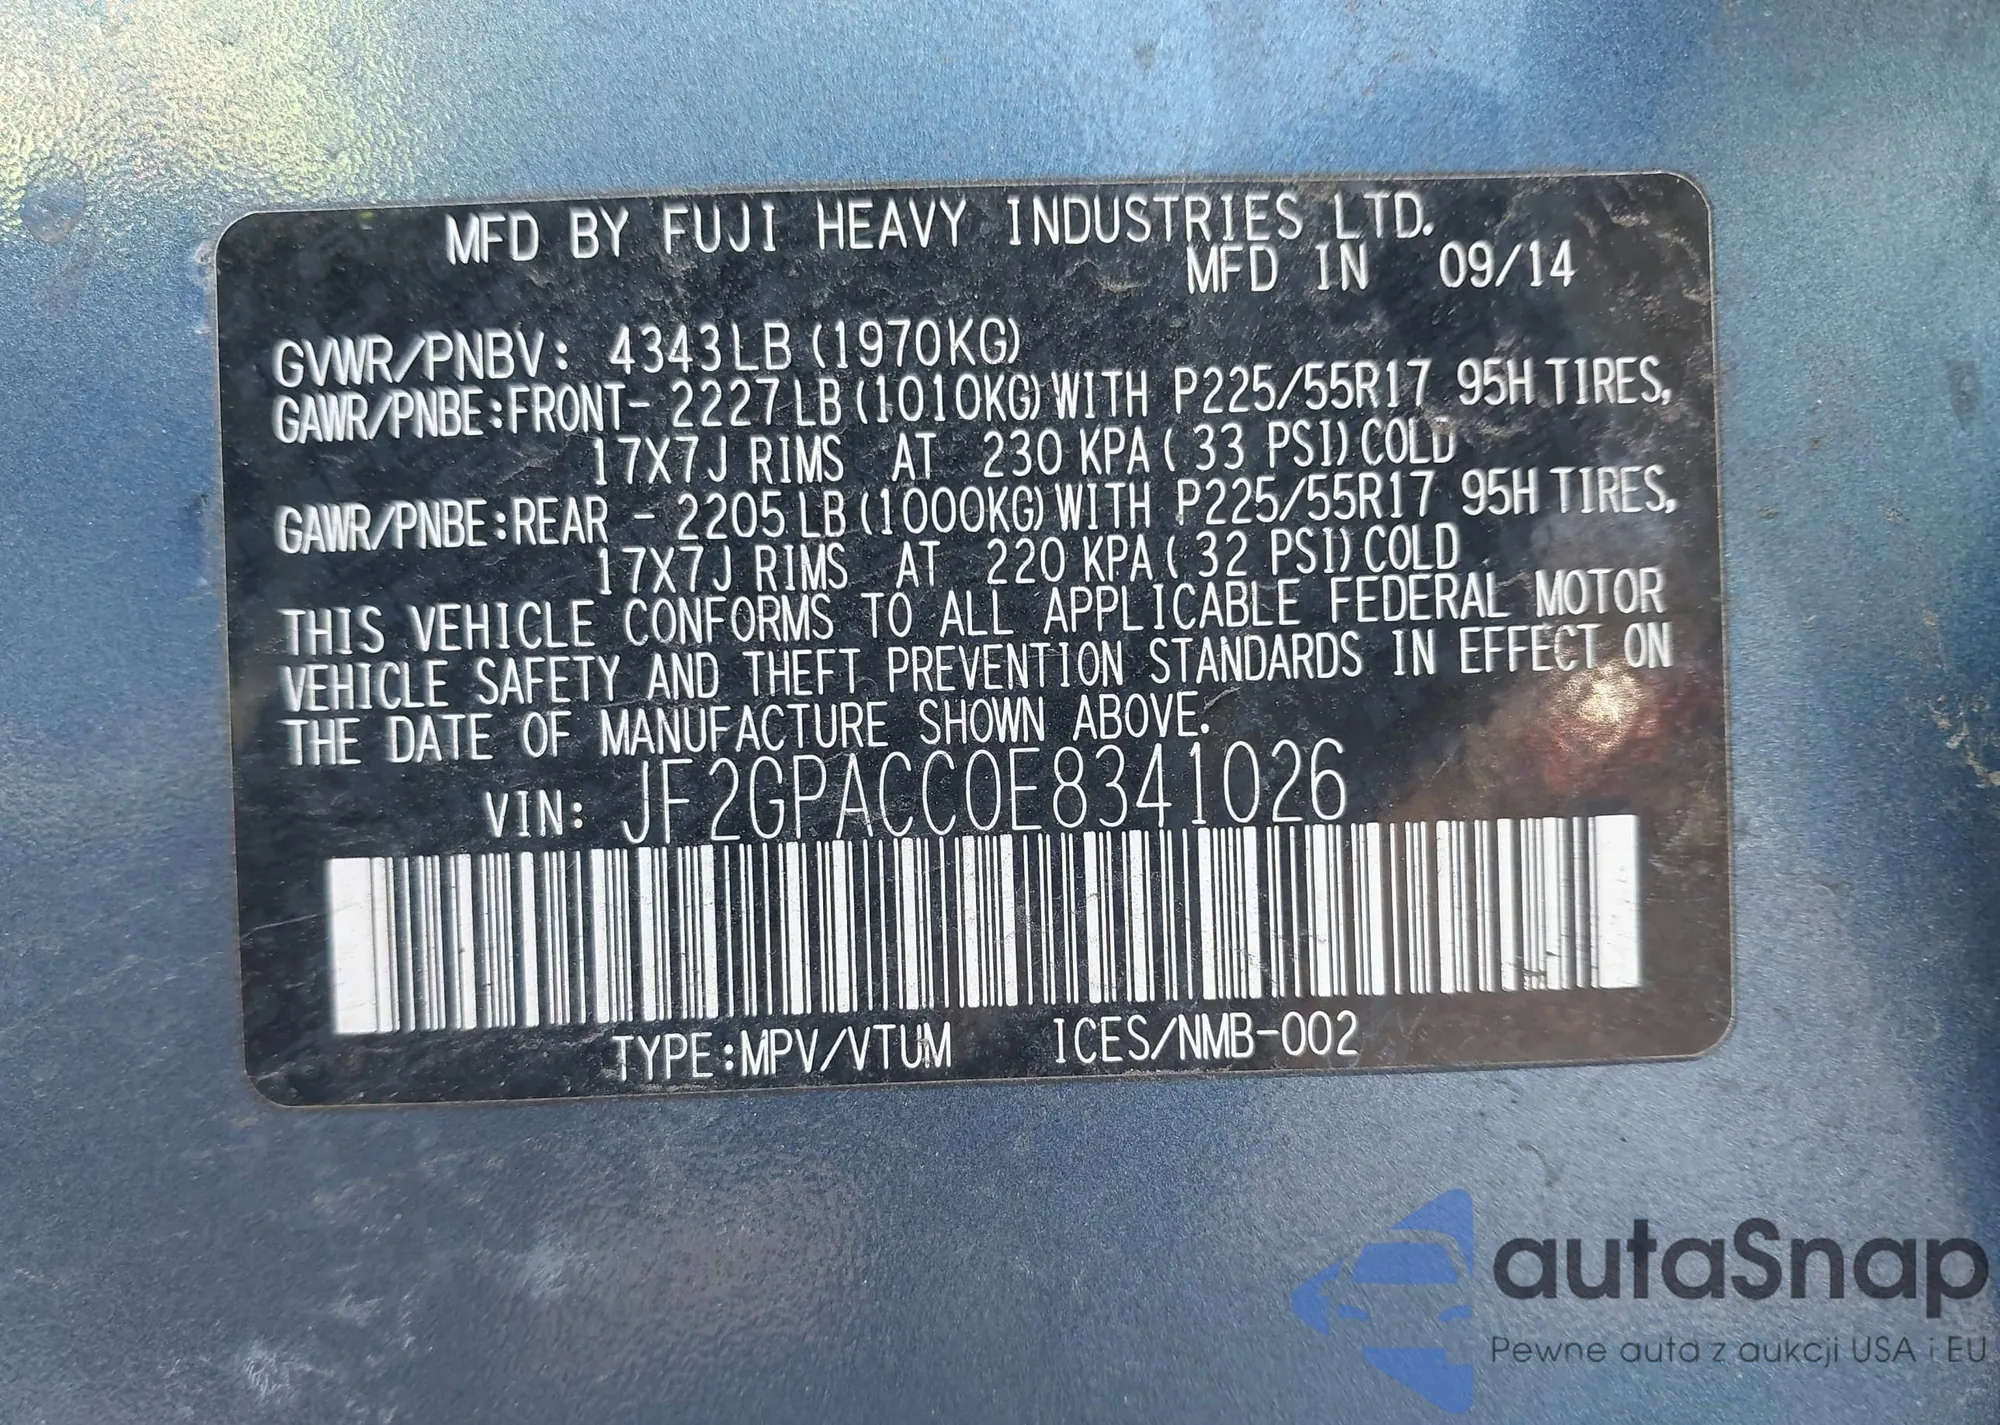 MFD BY FUJI HEAVY INDUSTRIES LTD.
MFD IN 09/14
GVWR/PNBV: 4343LB (1970KG)
GAWR/PNBE:FRONT- 2227LB (1010KG) WITH P225/55R17 95H TIRES,
17X7J RIMS AT 230 KPA ( 33 PSI) COLD
GAWR/PNBE:REAR - 2205LB (1000KG) WITH P225/55R17 95H TIRES,
17X7J RIMS AT 220 KPA ( 32 PSI) COLD
THIS VEHICLE CONFORMS TO ALL APPLICABLE FEDERAL MOTOR
VEHICLE SAFETY AND THEFT PREVENTION STANDARDS IN EFFECT ON
THE DATE OF MANUFACTURE SHOWN ABOVE.
VIN: JF2GPACC0E8341026
TYPE:MPV/VTUM ICES/NMB-002
autaSnap
Pewne auta z aukcji USA i EU